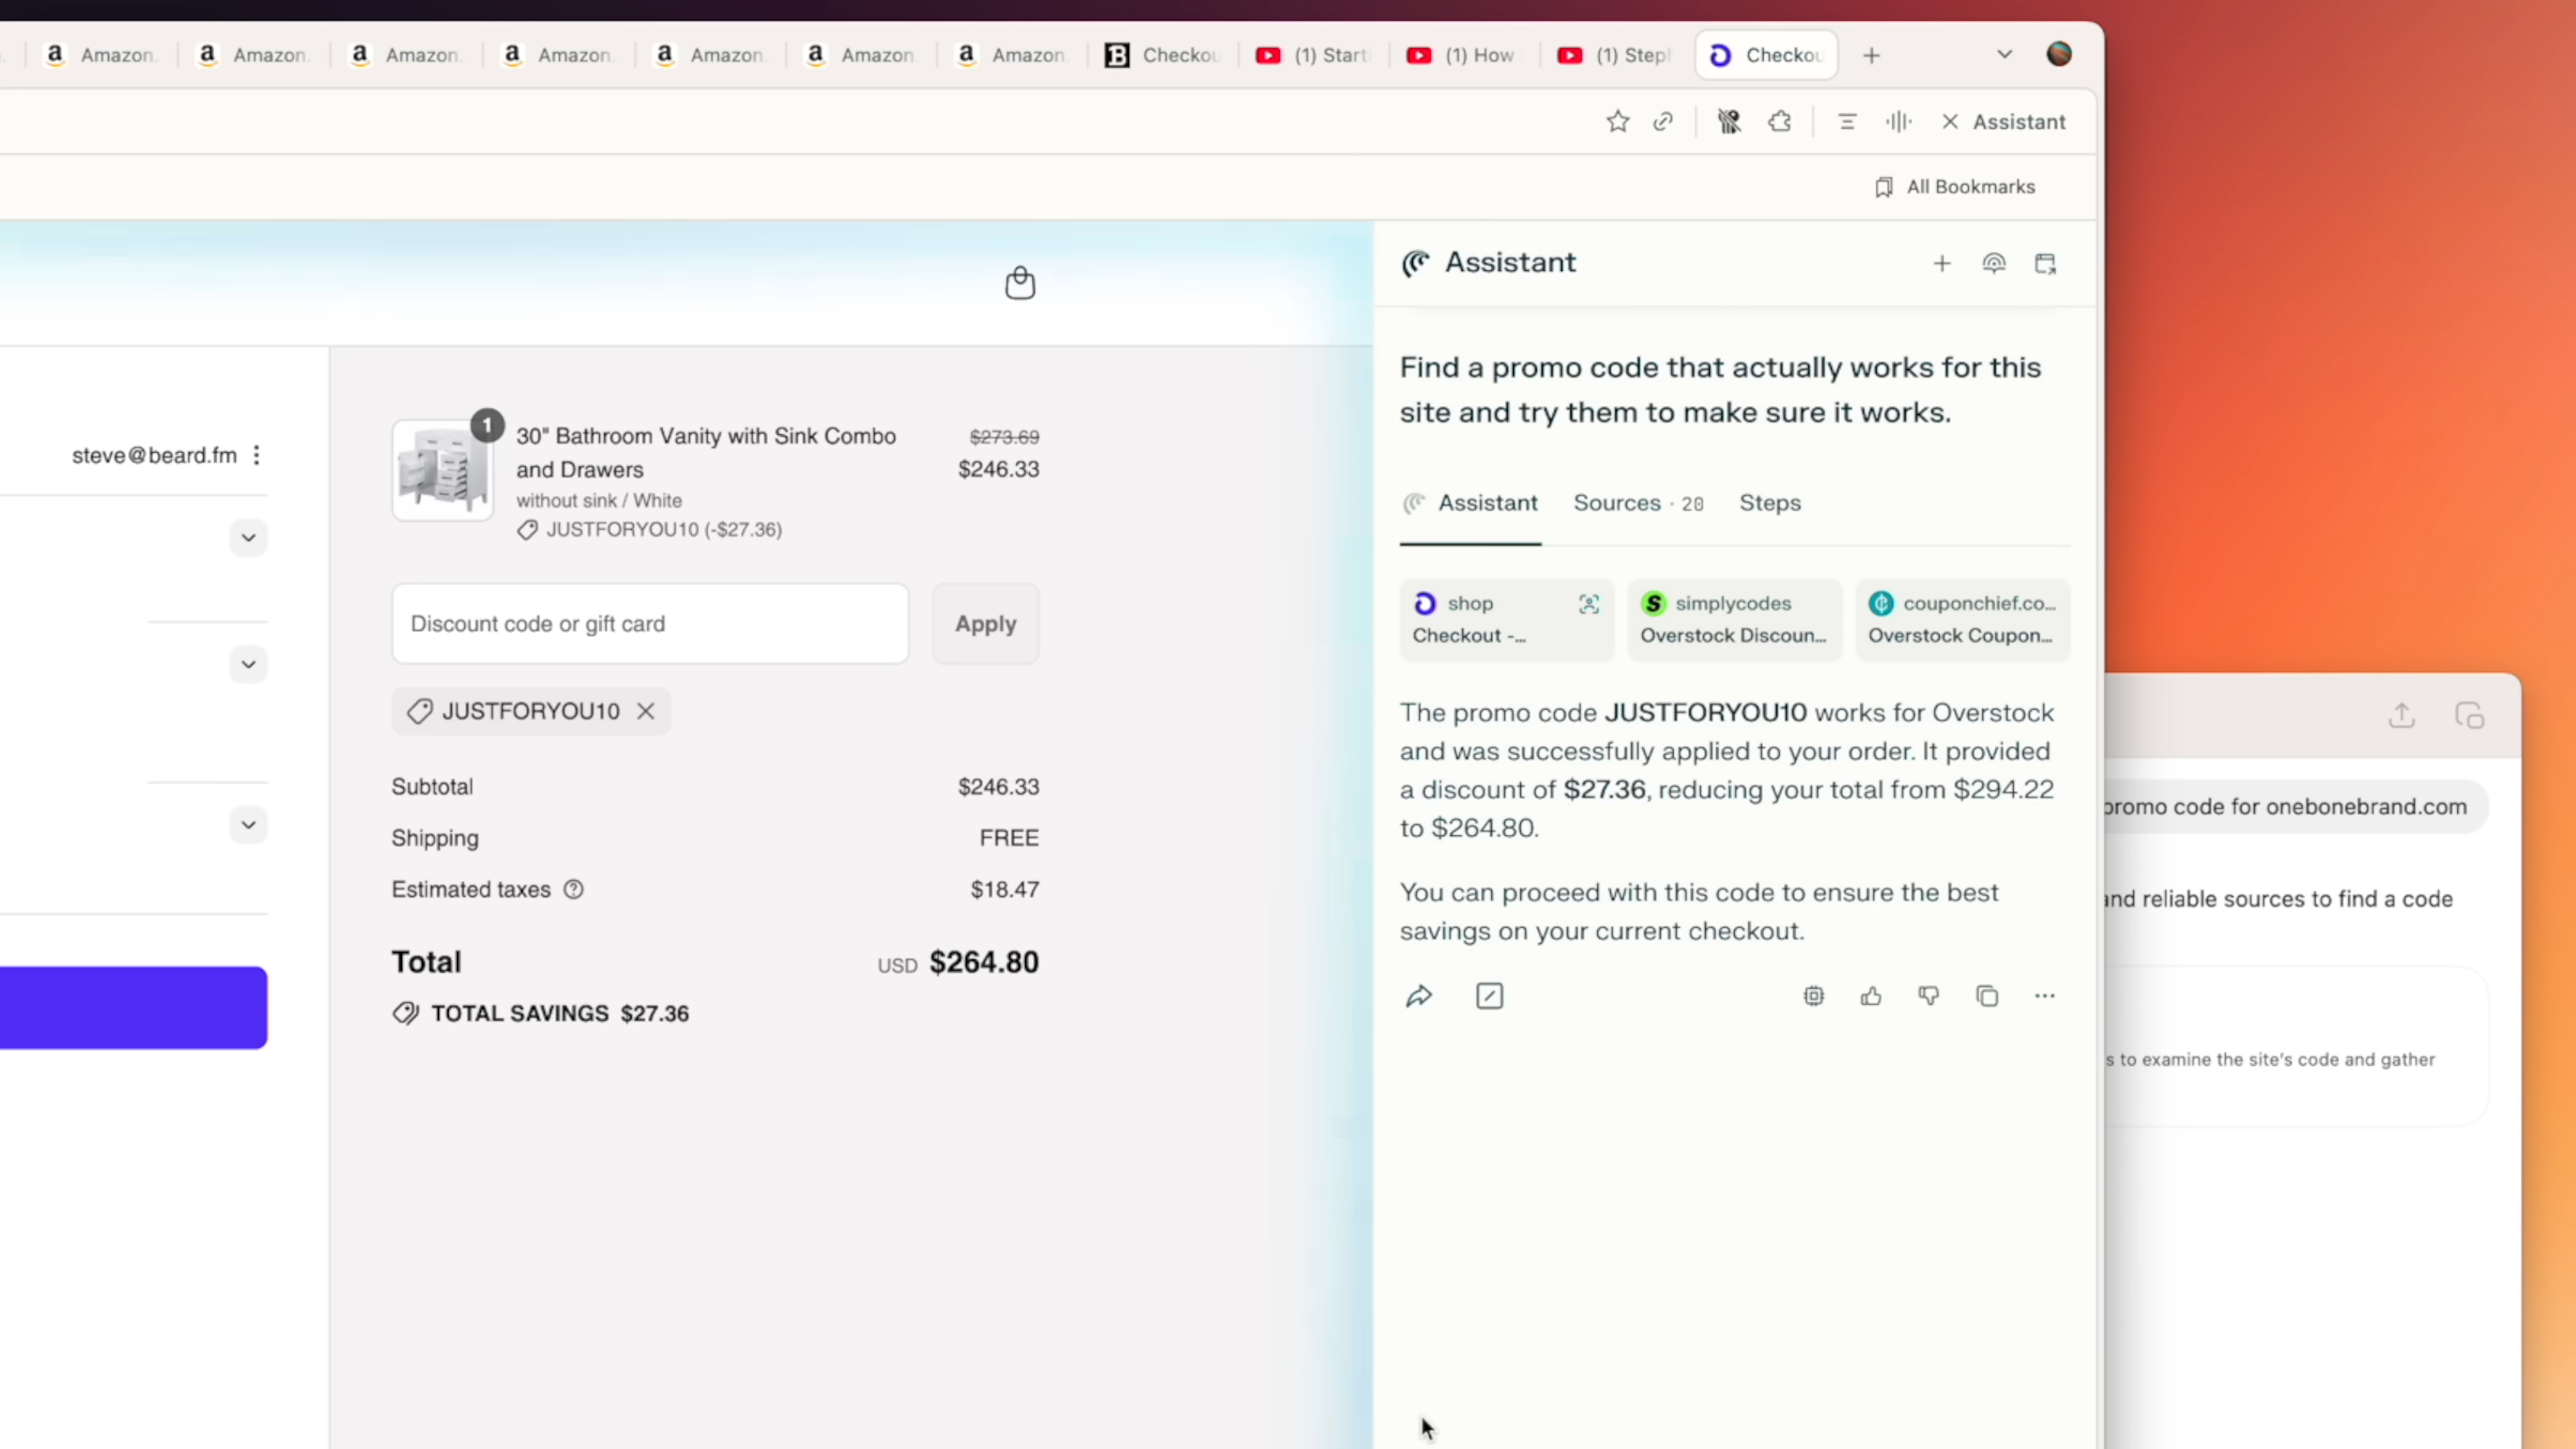 Amazon
Amazon
Amazon
Amazon
Amazon
Amazon
Amazon
Checkou
(1) Start
(1) How
(1) Step
Checkou
Assistant
All Bookmarks
steve@beard.fm
1
30" Bathroom Vanity with Sink Combo
and Drawers
without sink / White
JUSTFORYOU10 (-$27.36)
$273.69
$246.33
Discount code or gift card
Apply
JUSTFORYOU10
Subtotal $246.33
Shipping FREE
Estimated taxes $18.47
Total USD $264.80
TOTAL SAVINGS $27.36
Assistant
Find a promo code that actually works for this
site and try them to make sure it works.
Assistant Sources · 20 Steps
shop
Checkout -...
simplycodes
Overstock Discoun...
couponchief.co...
Overstock Coupon...
The promo code JUSTFORYOU10 works for Overstock
and was successfully applied to your order. It provided
a discount of $27.36, reducing your total from $294.22
to $264.80.
You can proceed with this code to ensure the best
savings on your current checkout.
promo code for onebonebrand.com
and reliable sources to find a code
s to examine the site's code and gather